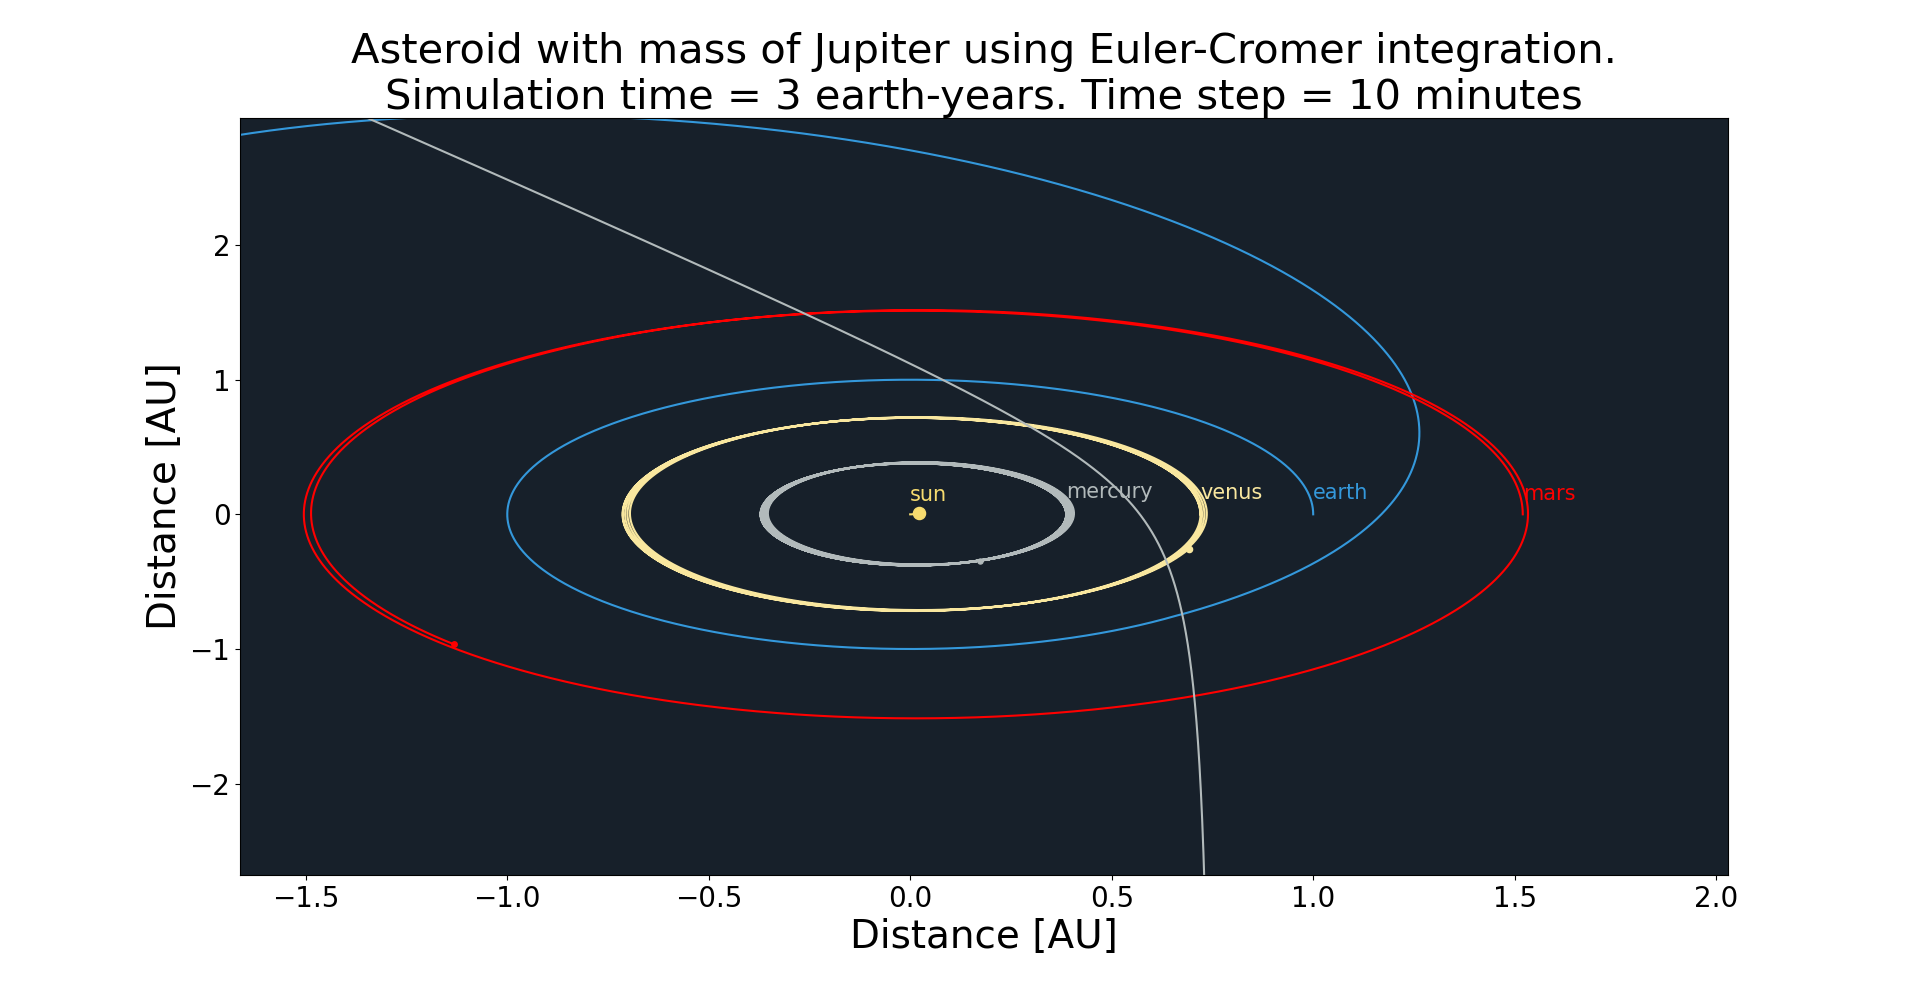 Asteroid with mass of Jupiter using Euler-Cromer integration.
Simulation time = 3 earth-years. Time step = 10 minutes
Distance [AU]
2
1
0
−1
−2
sun
mercury
venus
earth
mars
−1.5
−1.0
−0.5
0.0
0.5
1.0
1.5
2.0
Distance [AU]